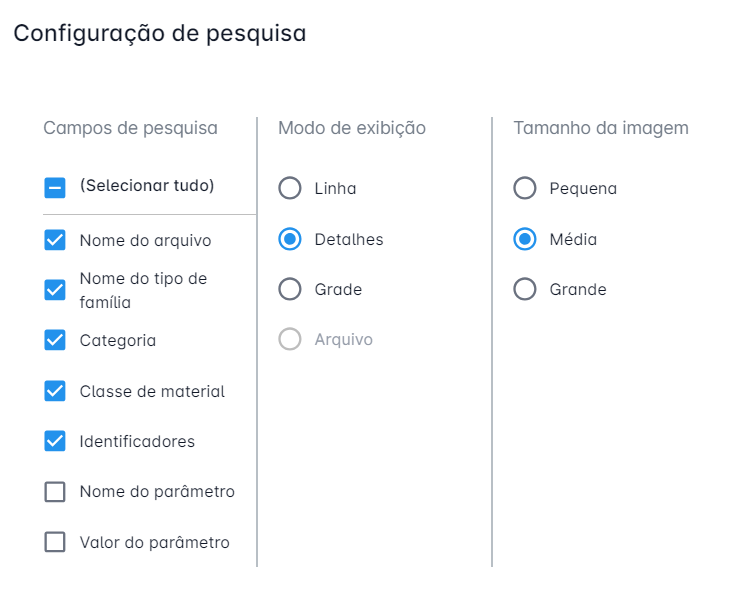 Configuração de pesquisa
Campos de pesquisa
(Selecionar tudo)
Nome do arquivo
Nome do tipo de
família
Categoria
Classe de material
Identificadores
Nome do parâmetro
Valor do parâmetro
Modo de exibição
Linha
Detalhes
Grade
Arquivo
Tamanho da imagem
Pequena
Média
Grande